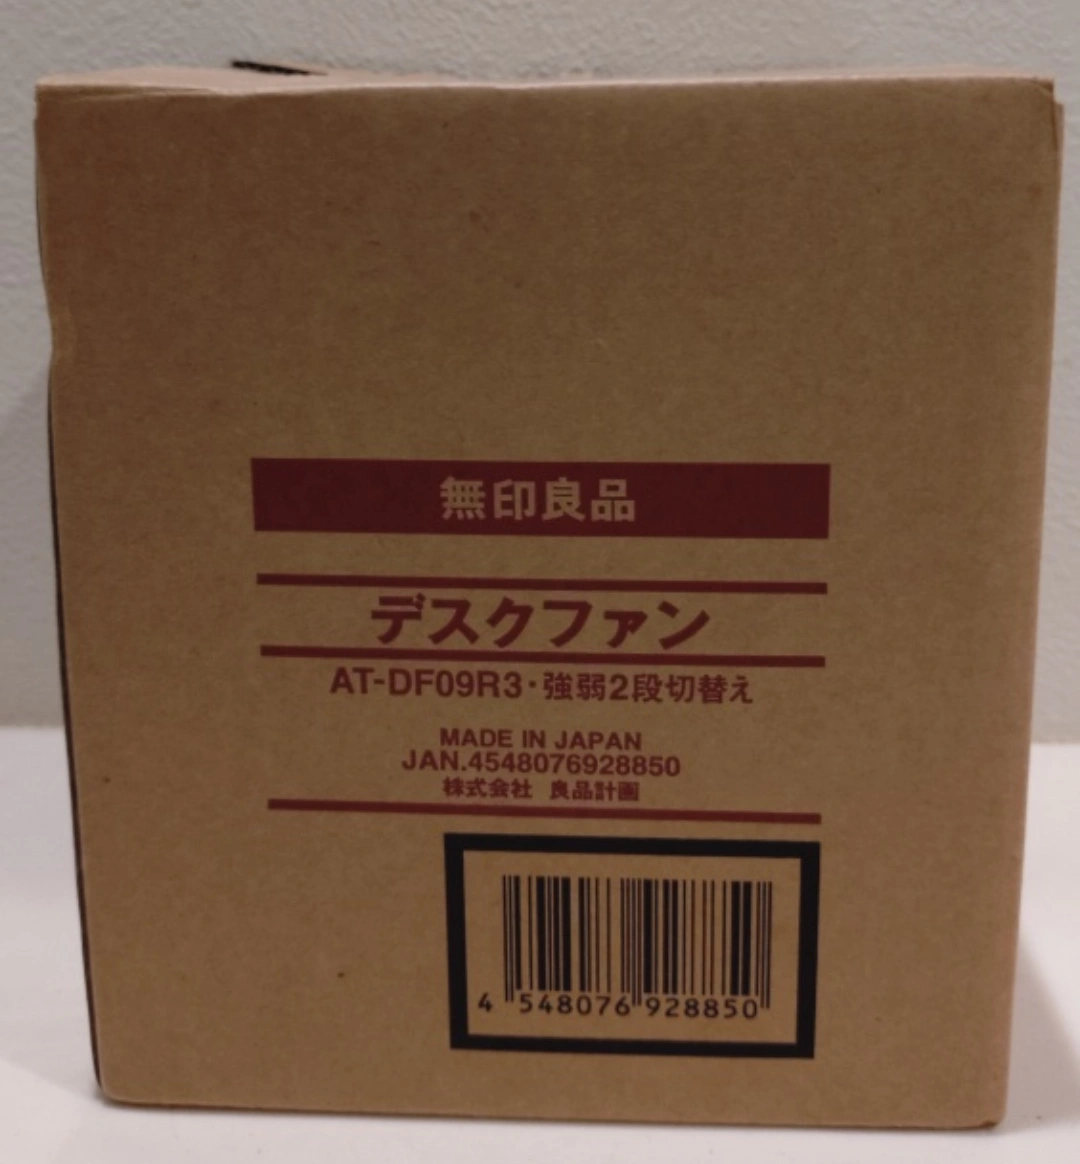 無印良品
デスクファン
AT-DF09R3・強弱2段切替え
MADE IN JAPAN
JAN.4548076928850
株式会社 良品計画
4 548076 928850